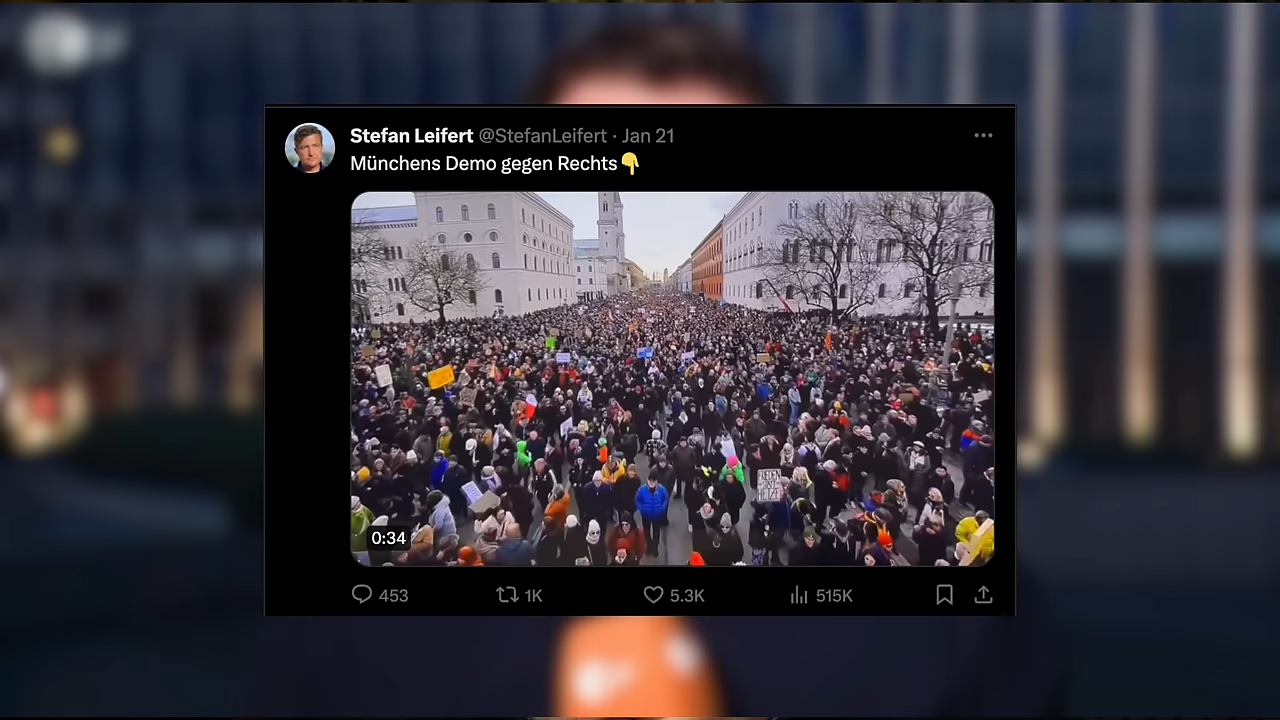 Stefan Leifert @StefanLeifert · Jan 21
Münchens Demo gegen Rechts👇
0:34
453 1K 5.3K 515K